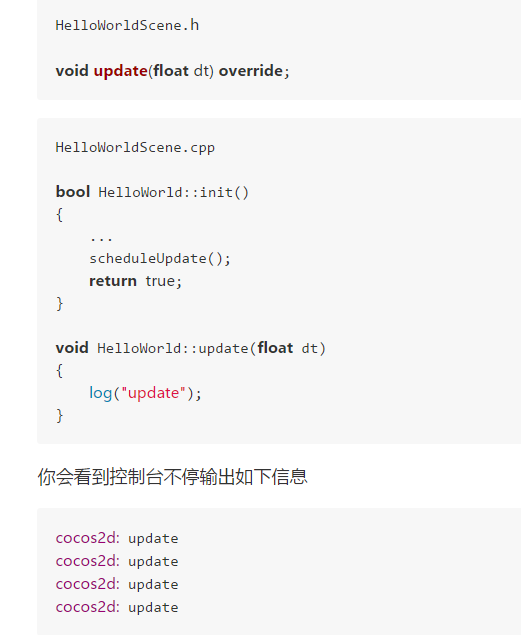 HelloWorldScene.h
void update(float dt) override;
HelloWorldScene.cpp
bool HelloWorld::init()
{
    ...
    scheduleUpdate();
    return true;
}
void HelloWorld::update(float dt)
{
    log("update");
}
你会看到控制台不停输出如下信息
cocos2d: update
cocos2d: update
cocos2d: update
cocos2d: update